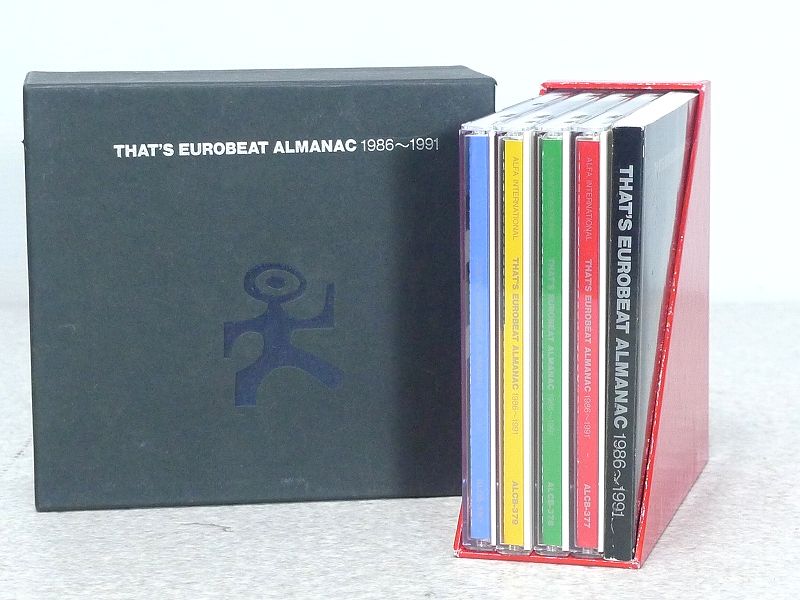 THAT'S EUROBEAT ALMANAC 1986～1991
ALFA INTERNATIONAL THAT'S EUROBEAT ALMANAC 1986～1991 ALCB-379
THAT'S EUROBEAT ALMANAC 1986～1991 ALCB-378
ALFA INTERNATIONAL THAT'S EUROBEAT ALMANAC 1986～1991 ALCB-377
THAT'S EUROBEAT ALMANAC 1986～1991